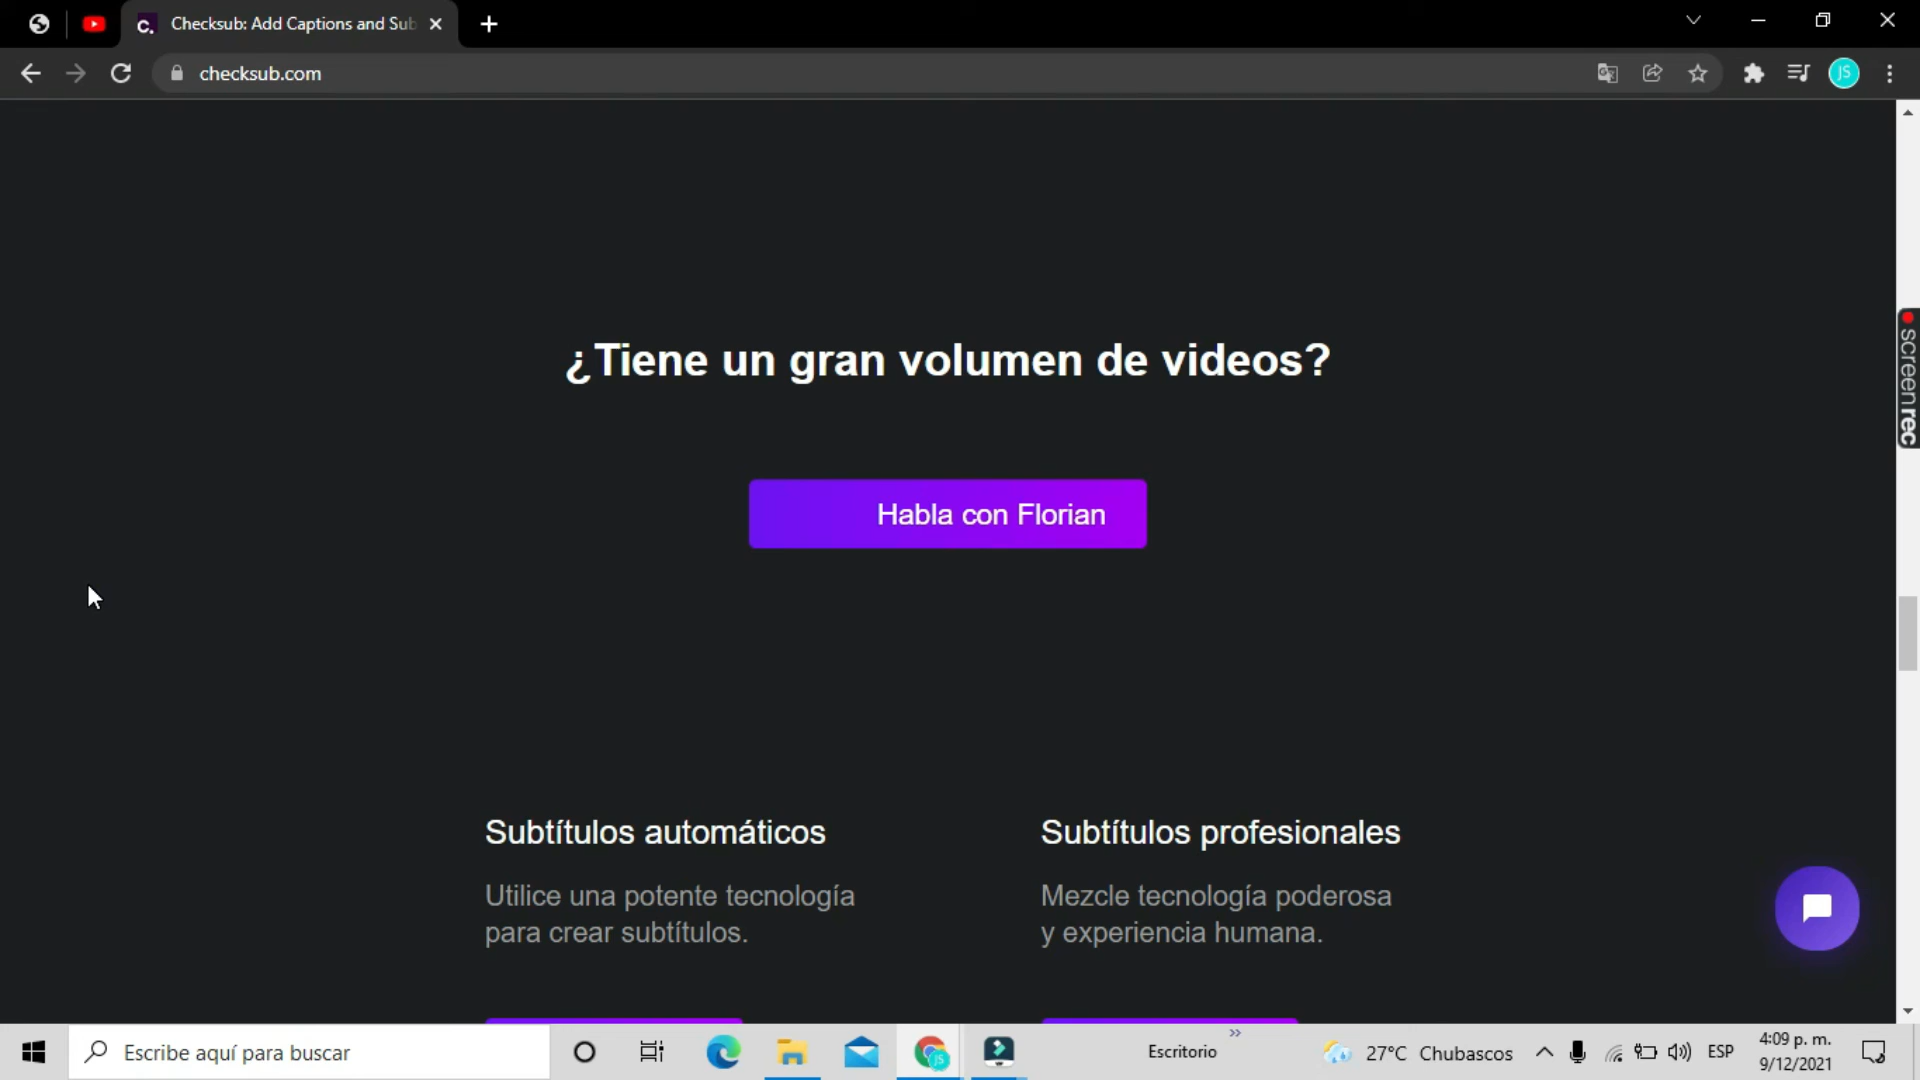 Checksub: Add Captions and Sub
checksub.com
JS
¿Tiene un gran volumen de videos?
Habla con Florian
screenrec
Subtítulos automáticos
Utilice una potente tecnología
para crear subtítulos.
Subtítulos profesionales
Mezcle tecnología poderosa
y experiencia humana.
Escribe aquí para buscar
JS
Escritorio
27°C Chubascos
ESP
4:09 p. m.
9/12/2021